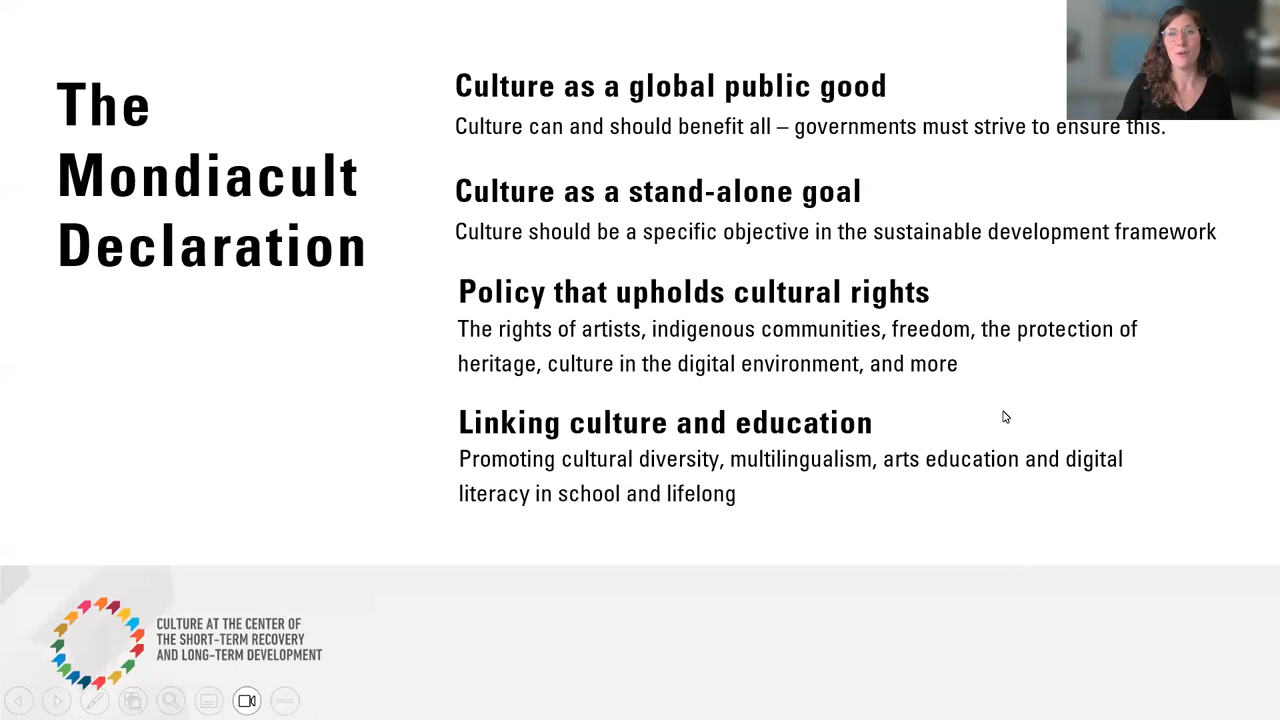 The
Mondiacult
Declaration
Culture as a global public good
Culture can and should benefit all – governments must strive to ensure this.
Culture as a stand-alone goal
Culture should be a specific objective in the sustainable development framework
Policy that upholds cultural rights
The rights of artists, indigenous communities, freedom, the protection of
heritage, culture in the digital environment, and more
Linking culture and education
Promoting cultural diversity, multilingualism, arts education and digital
literacy in school and lifelong
CULTURE AT THE CENTER OF
THE SHORT-TERM RECOVERY
AND LONG-TERM DEVELOPMENT